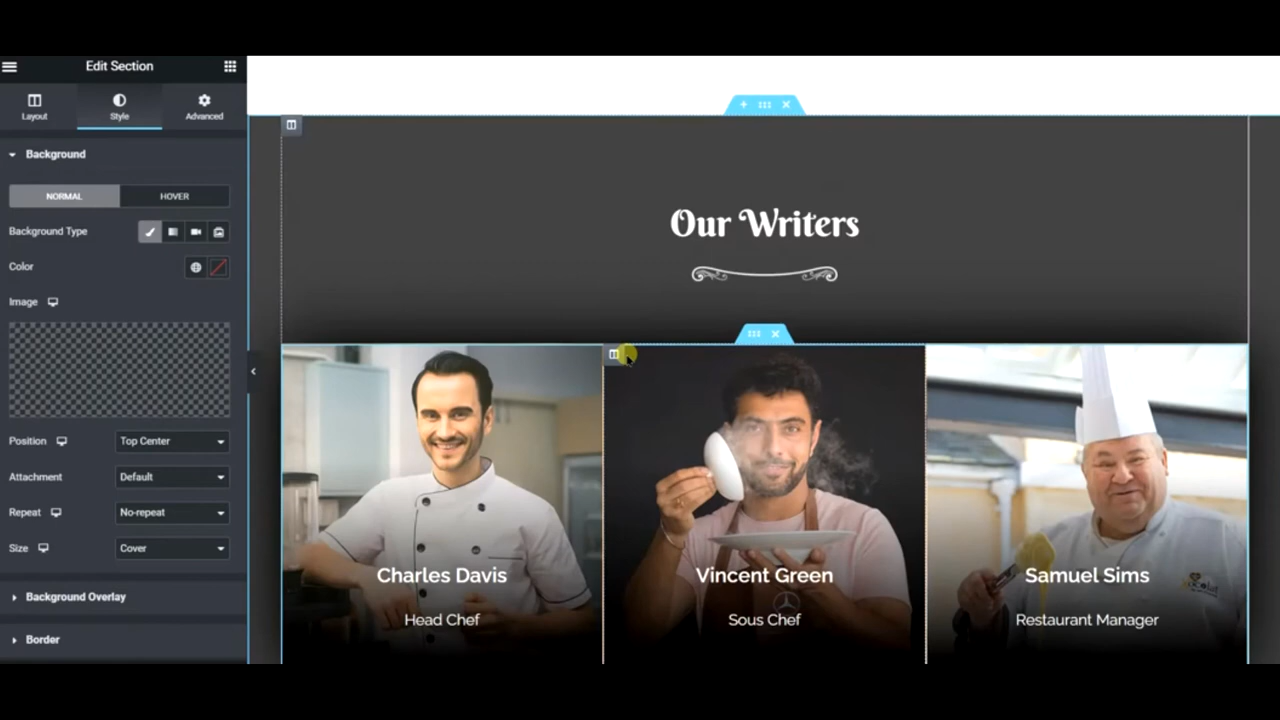 Edit Section
Layout
Style
Advanced
Background
NORMAL
HOVER
Background Type
Color
Image
Position
Top Center
Attachment
Default
Repeat
No-repeat
Size
Cover
Background Overlay
Border
Our Writers
Charles Davis
Head Chef
Vincent Green
Sous Chef
Samuel Sims
Restaurant Manager